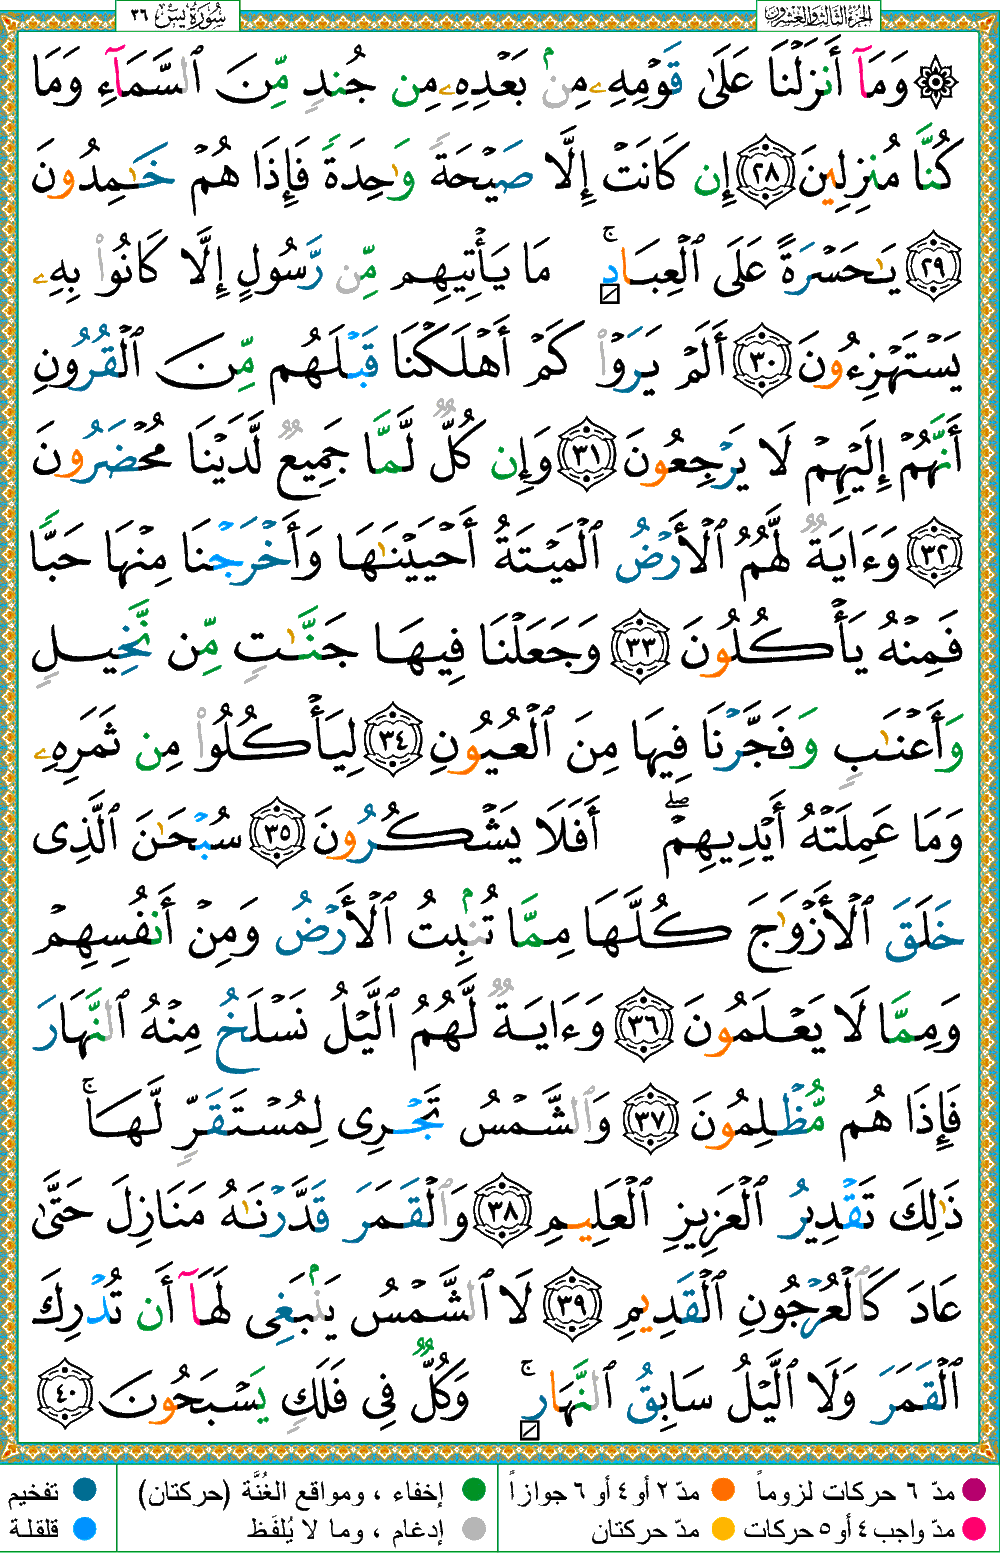 سُورَةُ يسٓ ٣٦
الجزء الثالث والعشرون
۞ وَمَآ أَنزَلْنَا عَلَىٰ قَوْمِهِۦ مِنۢ بَعْدِهِۦ مِن جُندٍ مِّنَ ٱلسَّمَآءِ وَمَا
كُنَّا مُنزِلِينَ ٢٨ إِن كَانَتْ إِلَّا صَيْحَةً وَٰحِدَةً فَإِذَا هُمْ خَٰمِدُونَ
٢٩ يَٰحَسْرَةً عَلَى ٱلْعِبَادِ ۚ مَا يَأْتِيهِم مِّن رَّسُولٍ إِلَّا كَانُوا۟ بِهِۦ
يَسْتَهْزِءُونَ ٣٠ أَلَمْ يَرَوْا۟ كَمْ أَهْلَكْنَا قَبْلَهُم مِّنَ ٱلْقُرُونِ
أَنَّهُمْ إِلَيْهِمْ لَا يَرْجِعُونَ ٣١ وَإِن كُلٌّ لَّمَّا جَمِيعٌ لَّدَيْنَا مُحْضَرُونَ
٣٢ وَءَايَةٌ لَّهُمُ ٱلْأَرْضُ ٱلْمَيْتَةُ أَحْيَيْنَٰهَا وَأَخْرَجْنَا مِنْهَا حَبًّا
فَمِنْهُ يَأْكُلُونَ ٣٣ وَجَعَلْنَا فِيهَا جَنَّٰتٍ مِّن نَّخِيلٍ
وَأَعْنَٰبٍ وَفَجَّرْنَا فِيهَا مِنَ ٱلْعُيُونِ ٣٤ لِيَأْكُلُوا۟ مِن ثَمَرِهِۦ
وَمَا عَمِلَتْهُ أَيْدِيهِمْ ۖ أَفَلَا يَشْكُرُونَ ٣٥ سُبْحَٰنَ ٱلَّذِى
خَلَقَ ٱلْأَزْوَٰجَ كُلَّهَا مِمَّا تُنۢبِتُ ٱلْأَرْضُ وَمِنْ أَنفُسِهِمْ
وَمِمَّا لَا يَعْلَمُونَ ٣٦ وَءَايَةٌ لَّهُمُ ٱلَّيْلُ نَسْلَخُ مِنْهُ ٱلنَّهَارَ
فَإِذَا هُم مُّظْلِمُونَ ٣٧ وَٱلشَّمْسُ تَجْرِى لِمُسْتَقَرٍّ لَّهَا ۚ
ذَٰلِكَ تَقْدِيرُ ٱلْعَزِيزِ ٱلْعَلِيمِ ٣٨ وَٱلْقَمَرَ قَدَّرْنَٰهُ مَنَازِلَ حَتَّىٰ
عَادَ كَٱلْعُرْجُونِ ٱلْقَدِيمِ ٣٩ لَا ٱلشَّمْسُ يَنۢبَغِى لَهَآ أَن تُدْرِكَ
ٱلْقَمَرَ وَلَا ٱلَّيْلُ سَابِقُ ٱلنَّهَارِ ۚ وَكُلٌّ فِى فَلَكٍ يَسْبَحُونَ ٤٠
مدّ ٦ حركات لزوماً مدّ ٢ أو ٤ أو ٦ جوازاً إخفاء ، ومواقع الغُنَّة (حركتان) تفخيم
مدّ واجب ٤ أو ٥ حركات مدّ حركتان إدغام ، وما لا يُلفَظ قلقلة